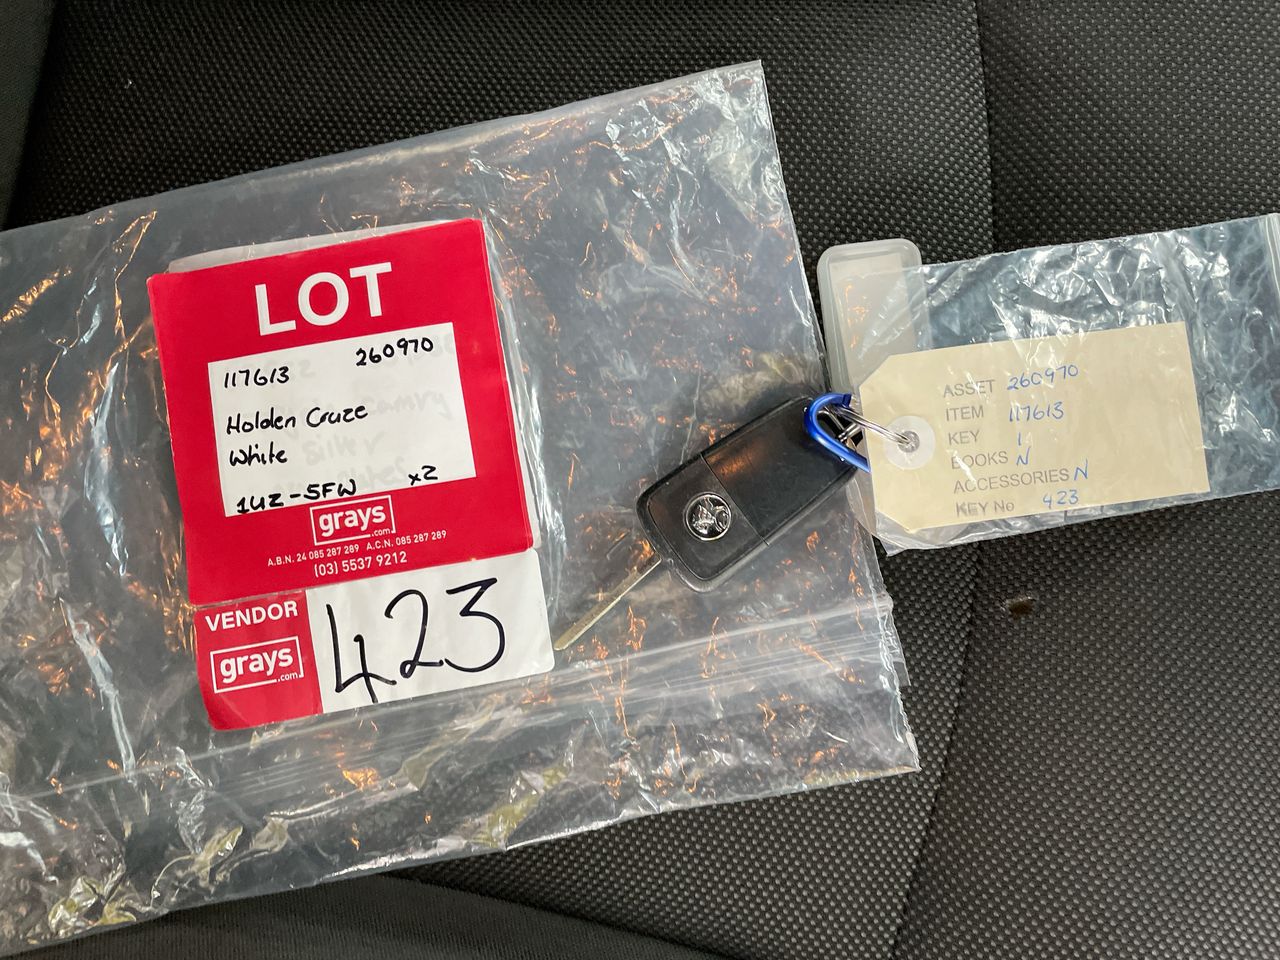 LOT
117613 260970
Holden Cruze
White
1UZ-5FW x2
grays
.com
A.B.N. 24 085 287 289 A.C.N. 085 287 289
(03) 5537 9212
VENDOR
grays
.com
423
ASSET 260970
ITEM 117613
KEY 1
BOOKS N
ACCESSORIES N
KEY No 423